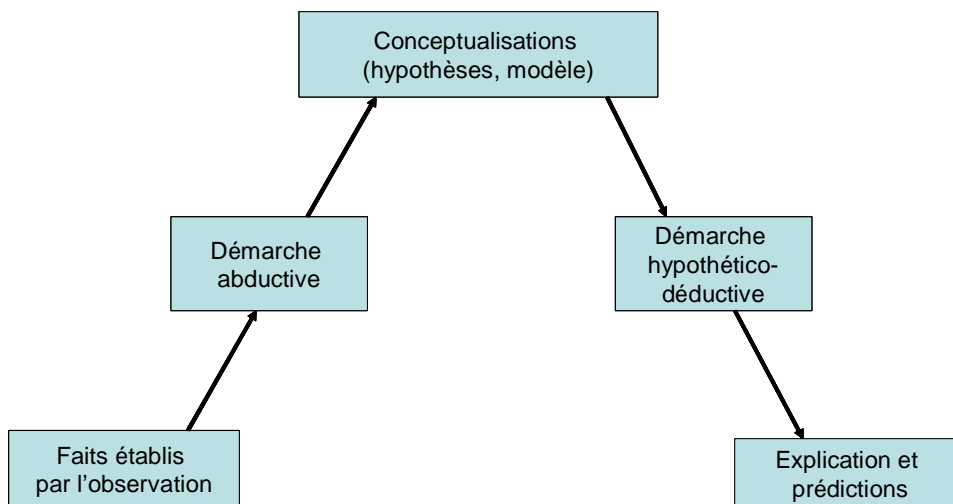 Conceptualisations
(hypothèses, modèle)
Démarche
abductive
Démarche
hypothético-
déductive
Faits établis
par l’observation
Explication et
prédictions